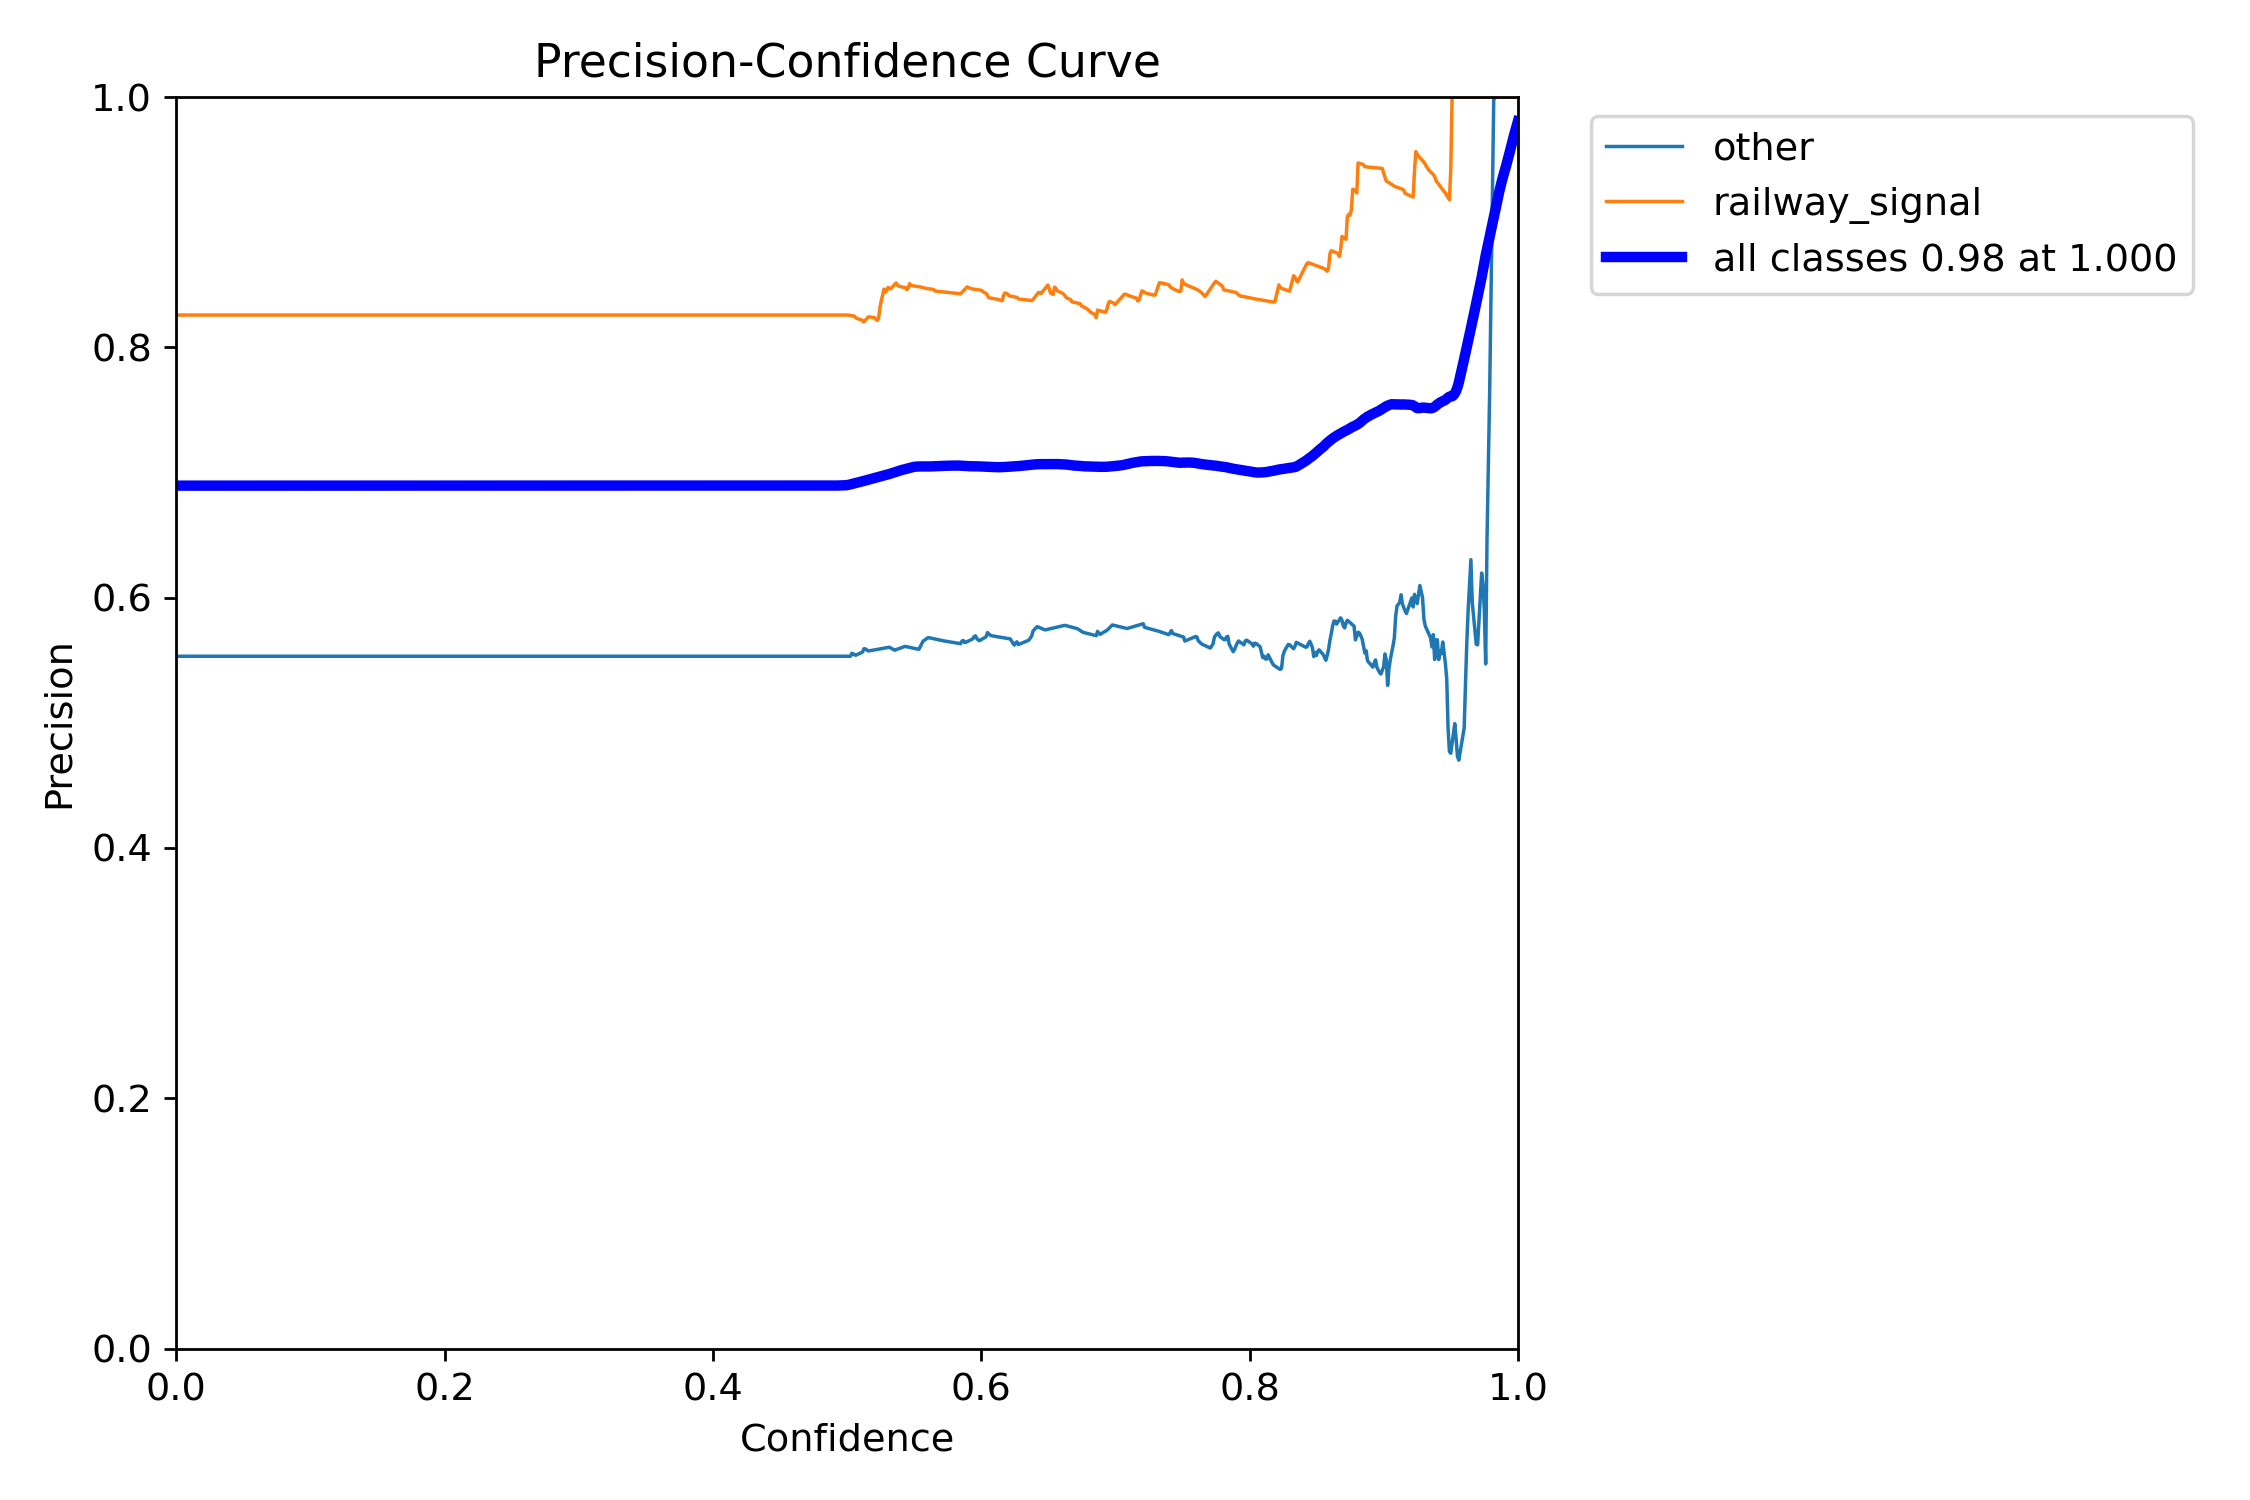 Precision-Confidence Curve
1.0
0.8
0.6
0.4
0.2
0.0
Precision
0.0 0.2 0.4 0.6 0.8 1.0
Confidence
other
railway_signal
all classes 0.98 at 1.000